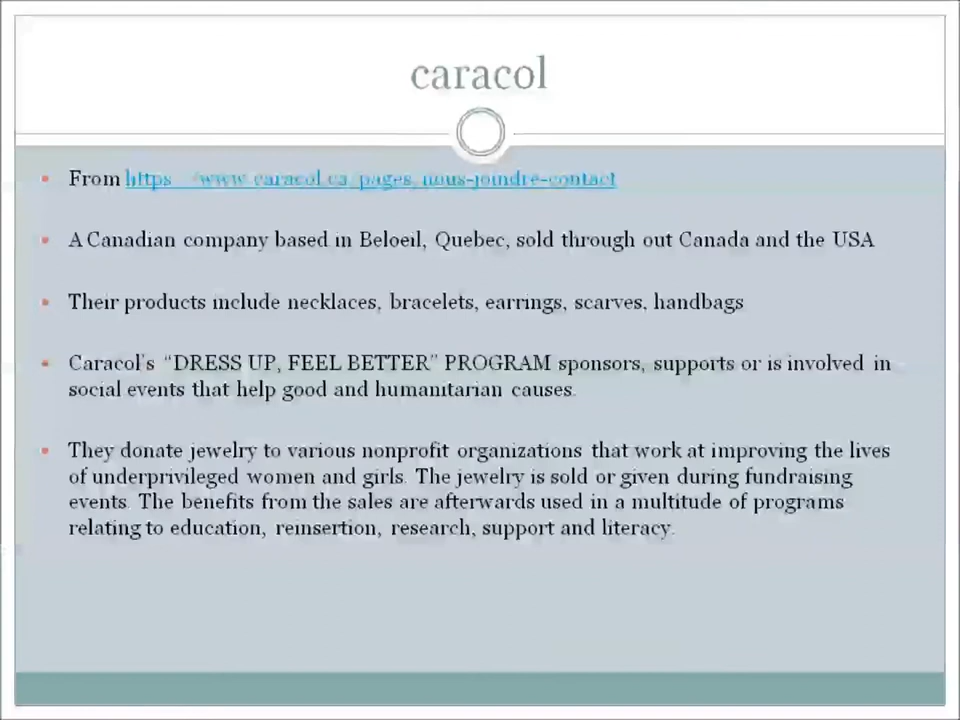 caracol
From https://www.caracol.ca/pages/nous-joindre-contact
A Canadian company based in Beloeil, Quebec, sold through out Canada and the USA
Their products include necklaces, bracelets, earrings, scarves, handbags
Caracol's “DRESS UP, FEEL BETTER” PROGRAM sponsors, supports or is involved in
social events that help good and humanitarian causes.
They donate jewelry to various nonprofit organizations that work at improving the lives
of underprivileged women and girls. The jewelry is sold or given during fundraising
events. The benefits from the sales are afterwards used in a multitude of programs
relating to education, reinsertion, research, support and literacy.